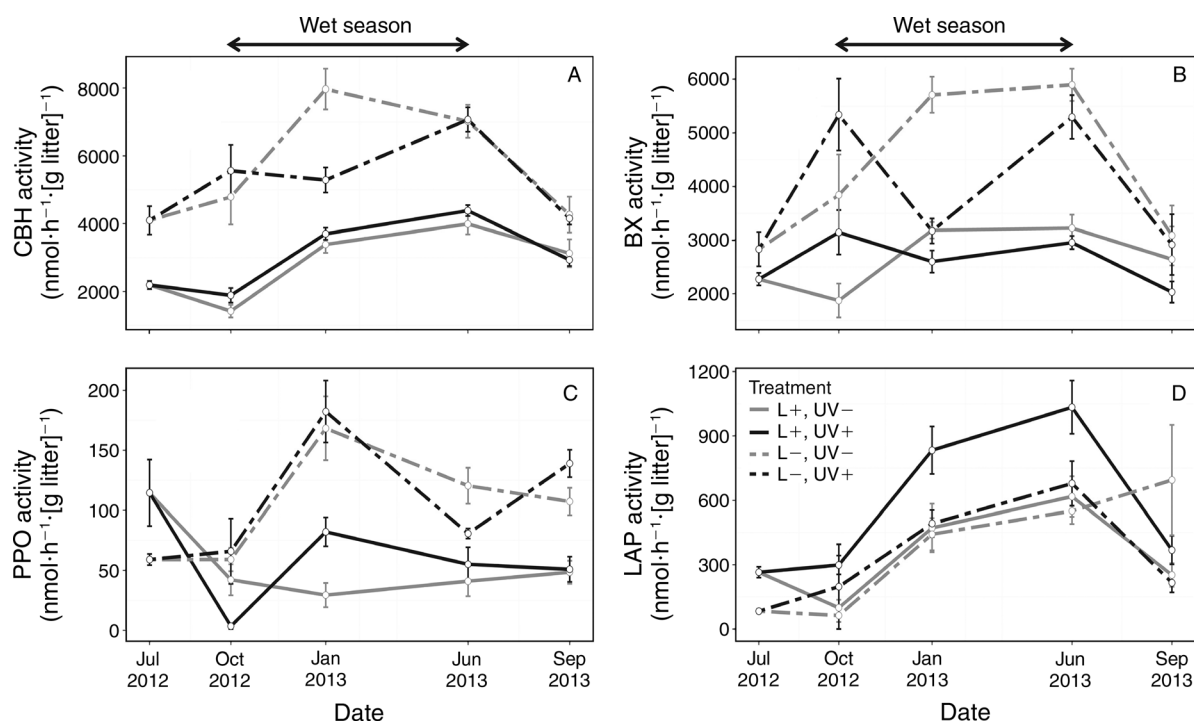 Wet season
Wet season
A
CBH activity
(nmol·h⁻¹·[g litter]⁻¹)
8000
6000
4000
2000
B
BX activity
(nmol·h⁻¹·[g litter]⁻¹)
6000
5000
4000
3000
2000
C
PPO activity
(nmol·h⁻¹·[g litter]⁻¹)
200
150
100
50
0
Jul
2012
Oct
2012
Jan
2013
Jun
2013
Sep
2013
Date
D
LAP activity
(nmol·h⁻¹·[g litter]⁻¹)
1200
900
600
300
0
Treatment
L+, UV−
L+, UV+
L−, UV−
L−, UV+
Jul
2012
Oct
2012
Jan
2013
Jun
2013
Sep
2013
Date